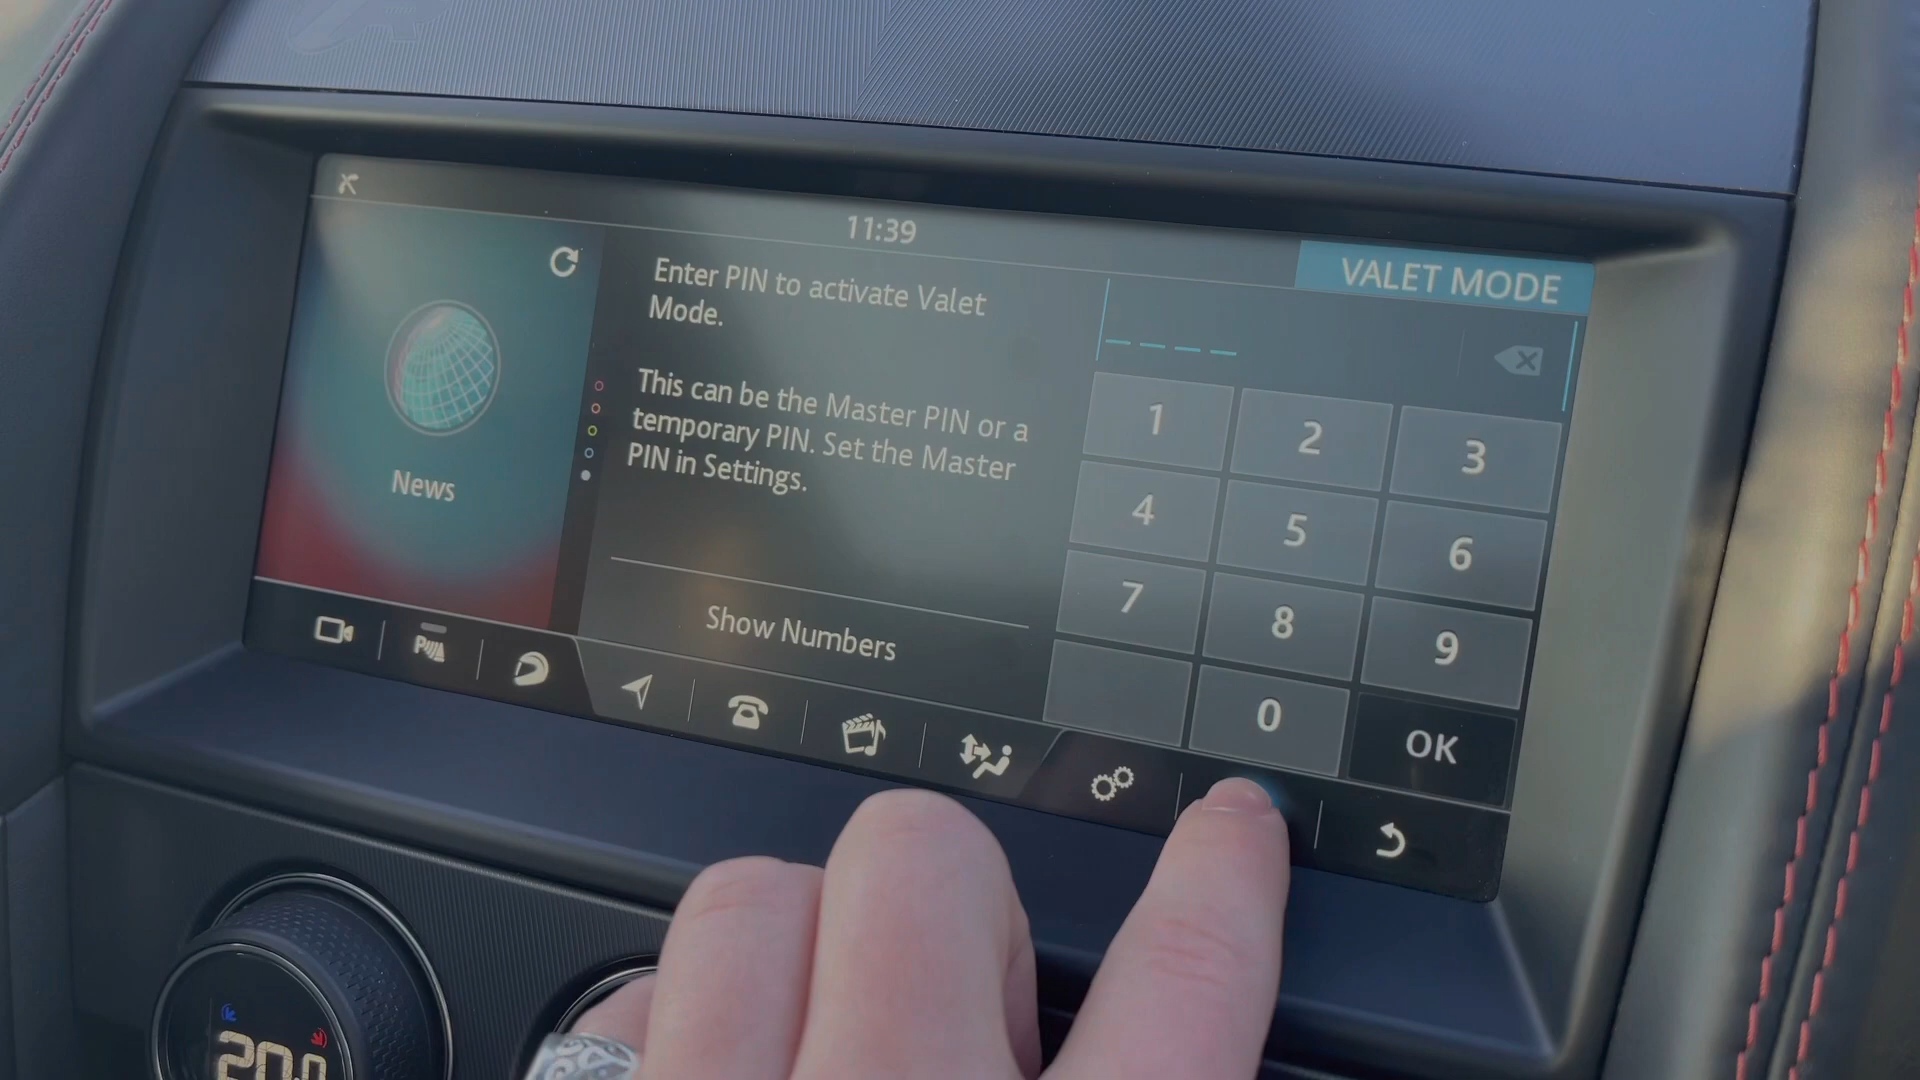 11:39
VALET MODE
Enter PIN to activate Valet
Mode.
This can be the Master PIN or a
temporary PIN. Set the Master
PIN in Settings.
Show Numbers
News
1 2 3
4 5 6
7 8 9
0 OK
P
20.0